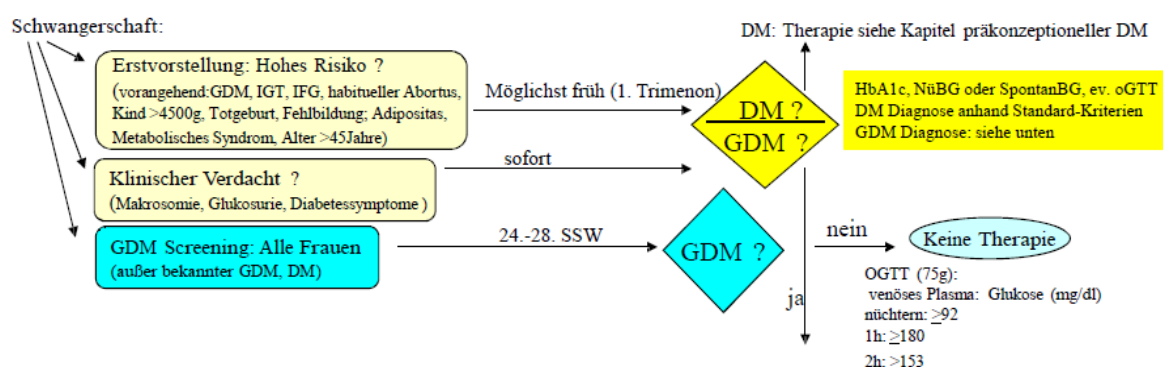 Schwangerschaft:
DM: Therapie siehe Kapitel präkonzeptioneller DM
Erstvorstellung: Hohes Risiko ?
(vorangehend:GDM, IGT, IFG, habitueller Abortus,
Kind >4500g, Totgeburt, Fehlbildung; Adipositas,
Metabolisches Syndrom, Alter >45Jahre)
Möglichst früh (1. Trimenon)
DM ?
GDM ?
HbA1c, NüBG oder SpontanBG, ev. oGTT
DM Diagnose anhand Standard-Kriterien
GDM Diagnose: siehe unten
Klinischer Verdacht ?
(Makrosomie, Glukosurie, Diabetessymptome )
sofort
GDM Screening: Alle Frauen
(außer bekannter GDM, DM)
24.-28. SSW
GDM ?
nein
Keine Therapie
ja
OGTT (75g):
venöses Plasma: Glukose (mg/dl)
nüchtern: ≥92
1h: ≥180
2h: >153